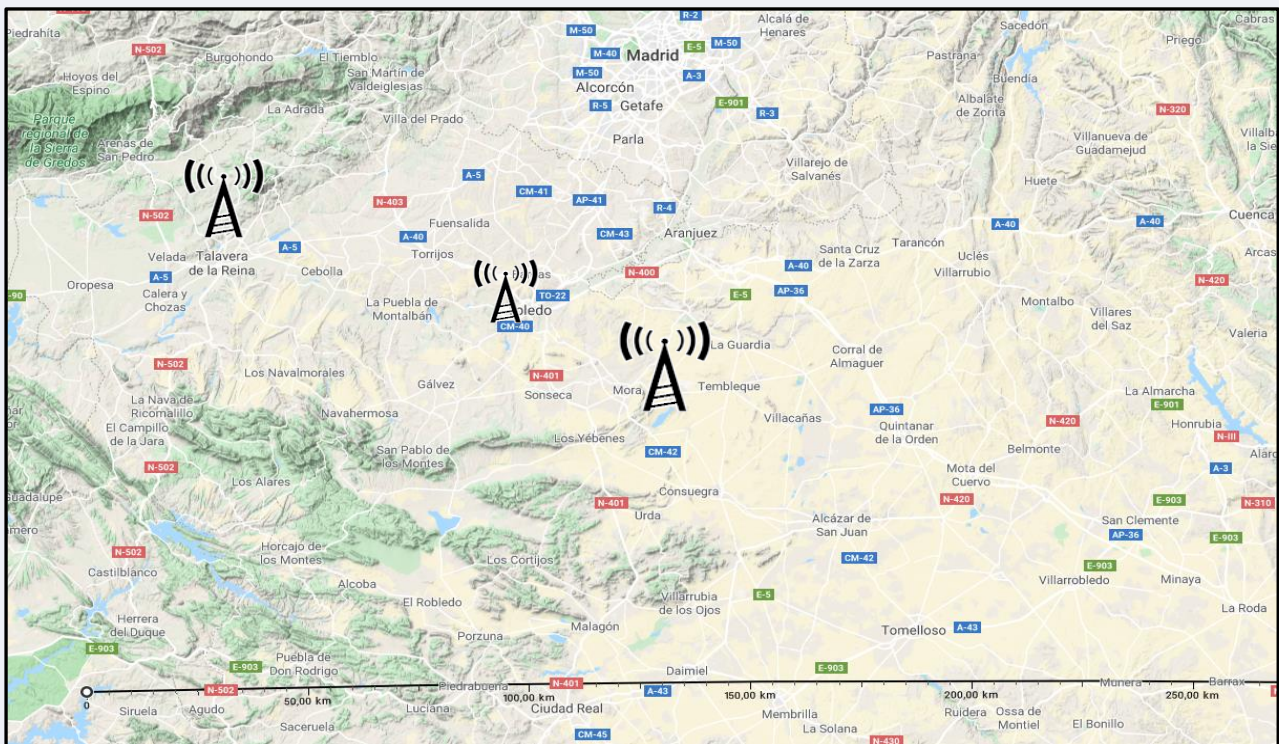 R-2
Alcalá de
Henares
Sacedón
Cabras
Piedrahíta
N-502
Burgohondo
El Tiemblo
M-50
Madrid
E-5
M-50
Priego
M-40
Pastrana
Hoyos del
Espino
San Martín de
Valdeiglesias
M-50
A-3
Buendía
Alcorcón
La Adrada
R-5
Getafe
E-901
R-3
Albalate
de Zorita
N-320
Parque
regional de
la Sierra
de Gredos
Villa del Prado
Arenas de
San Pedro
Parla
Villanueva de
Guadamejud
Villarejo de
Salvanés
A-5
CM-41
Huete
N-403
AP-41
R-4
N-502
Fuensalida
A-40
A-40
Cuenca
A-5
A-40
CM-43
Aranjuez
Velada
Talavera
de la Reina
Torrijos
Santa Cruz
de la Zarza
Tarancón
Uclés
Arcas
Cebolla
A-40
Villarrubio
N-400
A-5
Oropesa
N-420
Calera y
Chozas
TO-22
E-5
AP-36
-90
La Puebla de
Montalbán
Montalbo
Villares
del Saz
CM-40
Valeria
La Guardia
Corral de
Almaguer
N-502
Los Navalmorales
Gálvez
N-401
Sonseca
Mora
Tembleque
La Almarcha
La Nava de
Ricomalillo
E-901
Navahermosa
Villacañas
AP-36
N-420
Honrubia
El Campillo
de la Jara
Quintanar
de la Orden
N-III
Los Yébenes
San Pablo de
los Montes
CM-42
Belmonte
N-502
A-3
Mota del
Cuervo
Los Alares
Consuegra
Guadalupe
N-401
N-420
E-903
N-310
Urda
Alcázar de
San Juan
San Clemente
AP-36
E-903
N-502
Horcajo de
los Montes
Los Cortijos
CM-42
E-903
Castilblanco
Alcoba
Villarrobledo
Minaya
El Robledo
Villarrubia
de los Ojos
E-5
La Roda
Herrera
del Duque
Malagón
Tomelloso
A-43
Porzuna
E-903
Puebla de
Don Rodrigo
E-903
Daimiel
E-903
N-502
Piedrabuena
N-401
A-43
Munera
Barrax
0
50,00 km
100,00 km
150,00 km
200,00 km
250,00 km
Siruela
Agudo
Luciana
Ciudad Real
Membrilla
Ruidera
Ossa de
Montiel
Saceruela
La Solana
El Bonillo
CM-45
N-430